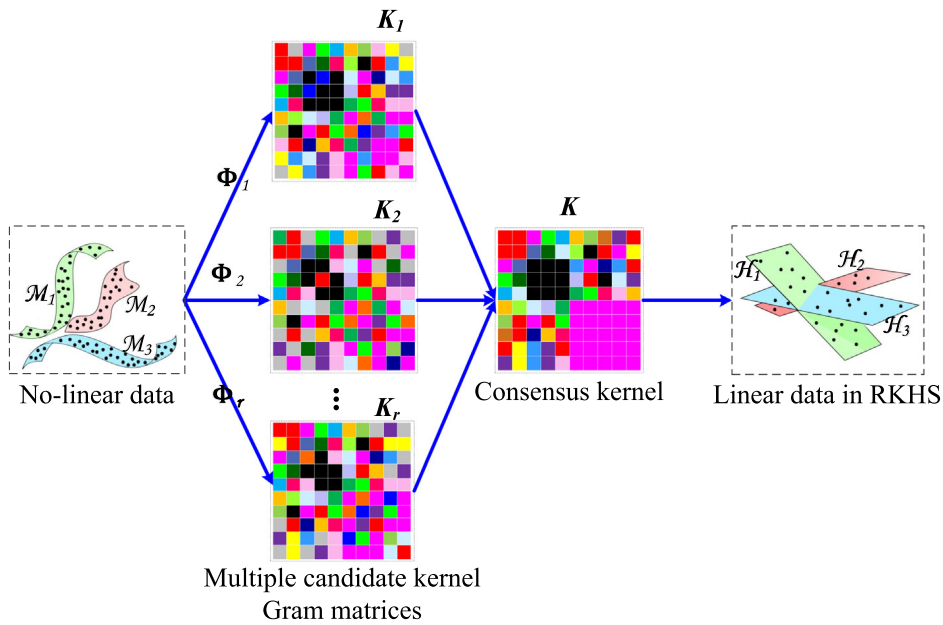 K₁
Φ₁
K₂
K
Φ₂
M₁
M₂
M₃
H₁
H₂
H₃
No-linear data
Φᵣ
Consensus kernel
Linear data in RKHS
⋮
Kᵣ
Multiple candidate kernel
Gram matrices